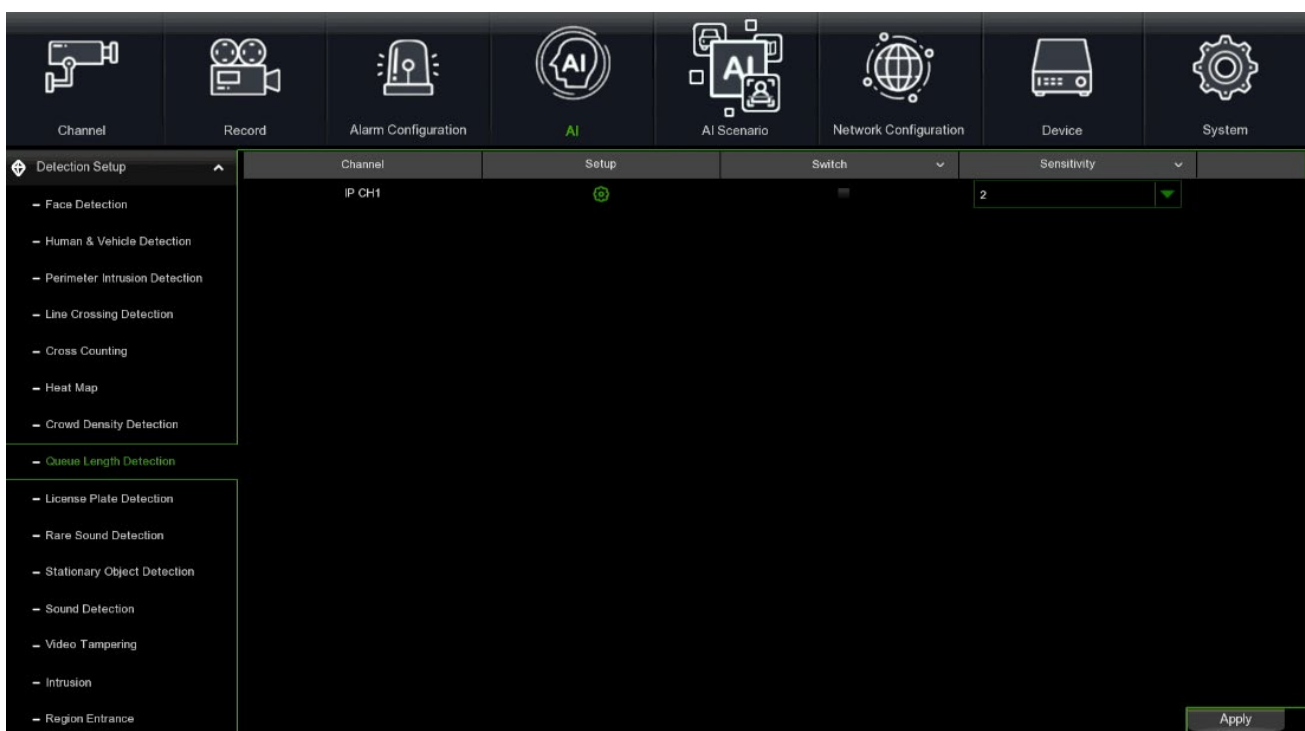 AI
AI
Channel Record Alarm Configuration AI AI Scenario Network Configuration Device System
Detection Setup Channel Setup Switch Sensitivity
IP CH1 2
Face Detection
Human & Vehicle Detection
Perimeter Intrusion Detection
Line Crossing Detection
Cross Counting
Heat Map
Crowd Density Detection
Queue Length Detection
License Plate Detection
Rare Sound Detection
Stationary Object Detection
Sound Detection
Video Tampering
Intrusion
Region Entrance
Apply